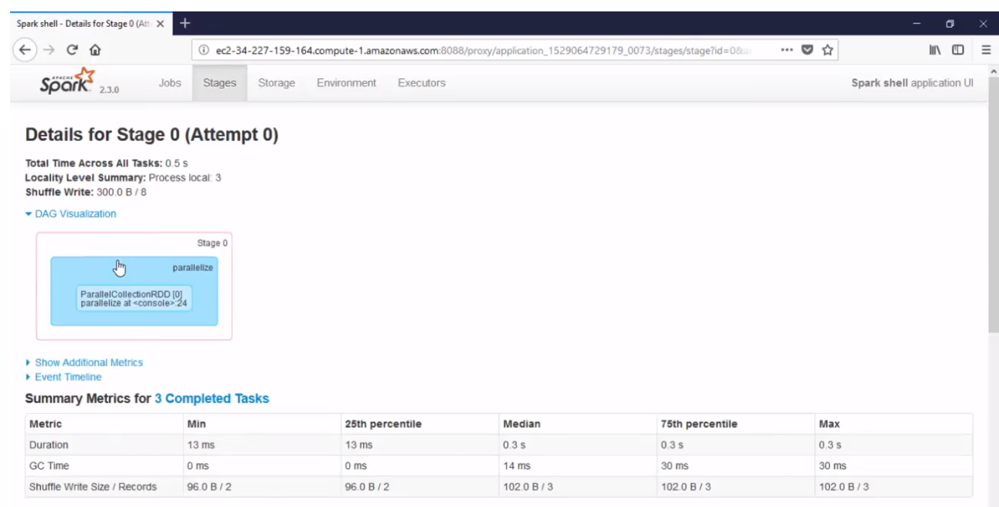 Spark shell - Details for Stage 0 (Att
ec2-34-227-159-164.compute-1.amazonaws.com:8088/proxy/application_1529064729179_0073/stages/stage?id=0&a
APACHE Spark 2.3.0 Jobs Stages Storage Environment Executors Spark shell application UI
Details for Stage 0 (Attempt 0)
Total Time Across All Tasks: 0.5 s
Locality Level Summary: Process local: 3
Shuffle Write: 300.0 B / 8
DAG Visualization
Stage 0
parallelize
ParallelCollectionRDD [0]
parallelize at <console>:24
Show Additional Metrics
Event Timeline
Summary Metrics for 3 Completed Tasks
Metric Min 25th percentile Median 75th percentile Max
Duration 13 ms 13 ms 0.3 s 0.3 s 0.3 s
GC Time 0 ms 0 ms 14 ms 30 ms 30 ms
Shuffle Write Size / Records 96.0 B / 2 96.0 B / 2 102.0 B / 3 102.0 B / 3 102.0 B / 3